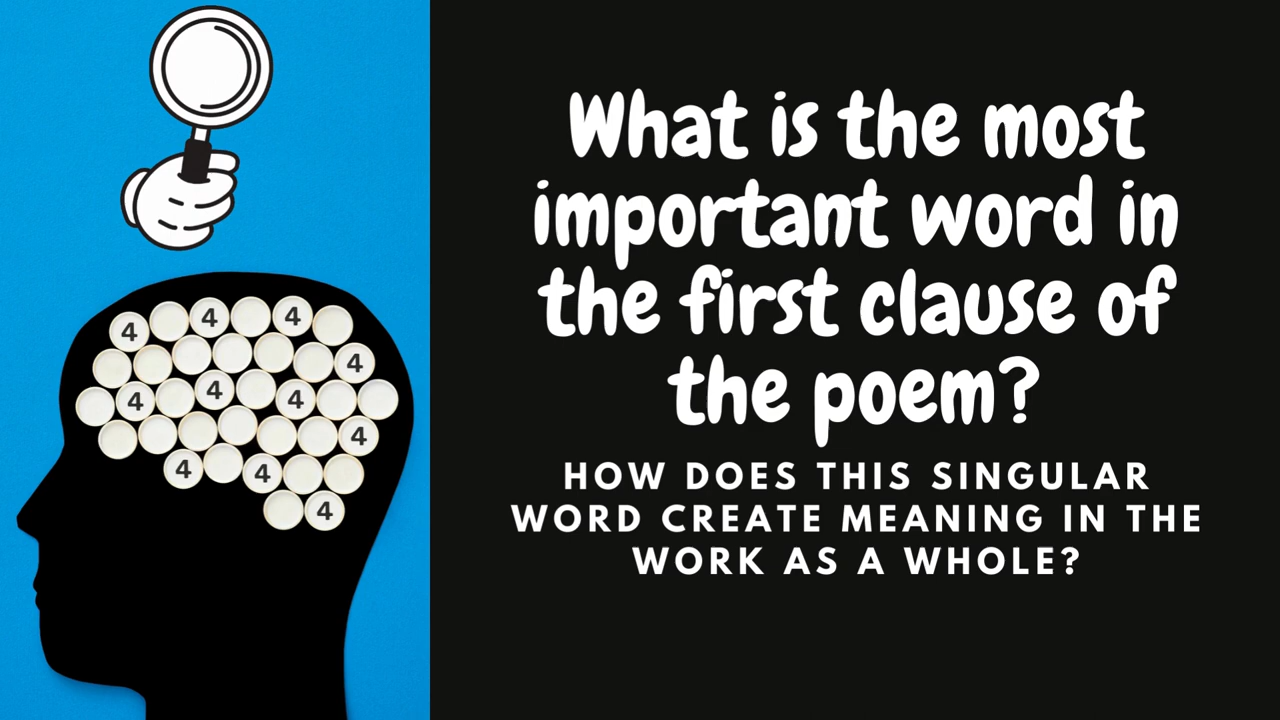 What is the most
important word in
the first clause of
the poem?
HOW DOES THIS SINGULAR
WORD CREATE MEANING IN THE
WORK AS A WHOLE?
4 4 4
4
4 4 4
4
4 4
4